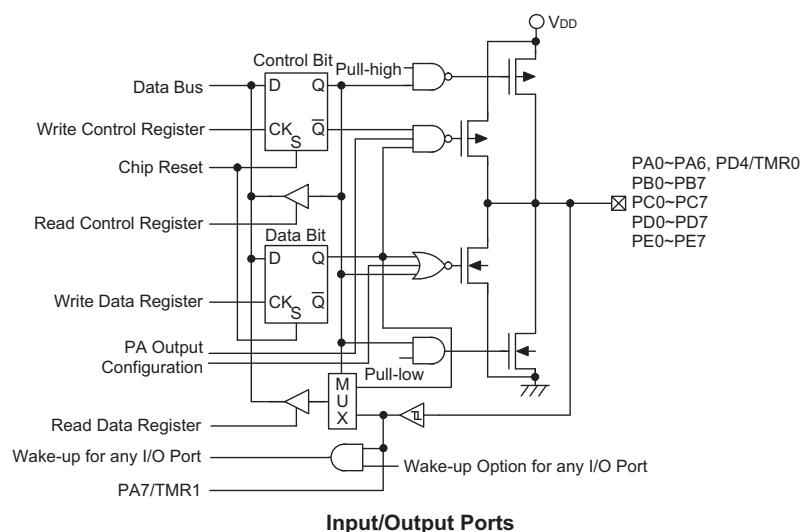 VDD
Control Bit
Pull-high
Data Bus
D
Q
Write Control Register
CK
Q
S
Chip Reset
PA0~PA6, PD4/TMR0
PB0~PB7
PC0~PC7
PD0~PD7
PE0~PE7
Read Control Register
Data Bit
D
Q
Write Data Register
CK
Q
S
PA Output
Configuration
Pull-low
M
U
X
Read Data Register
Wake-up for any I/O Port
Wake-up Option for any I/O Port
PA7/TMR1
Input/Output Ports